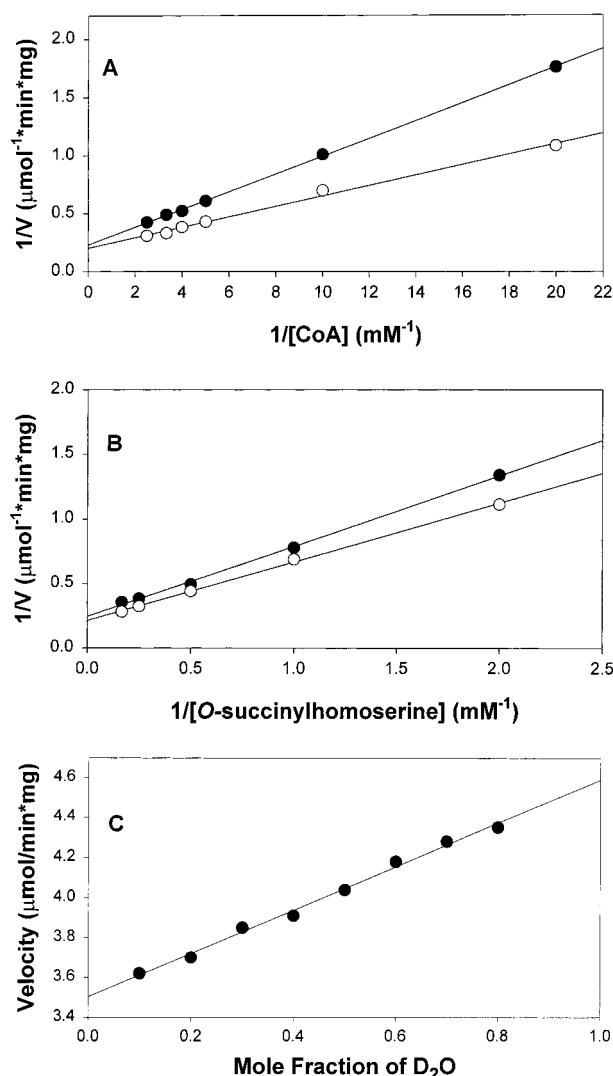 A
2.0
1.5
1.0
0.5
0.0
1/V (µmol⁻¹*min*mg)
0 2 4 6 8 10 12 14 16 18 20 22
1/[CoA] (mM⁻¹)
B
2.0
1.5
1.0
0.5
0.0
1/V (µmol⁻¹*min*mg)
0.0 0.5 1.0 1.5 2.0 2.5
1/[O-succinylhomoserine] (mM⁻¹)
C
4.6
4.4
4.2
4.0
3.8
3.6
3.4
Velocity (µmol/min*mg)
0.0 0.2 0.4 0.6 0.8 1.0
Mole Fraction of D₂O